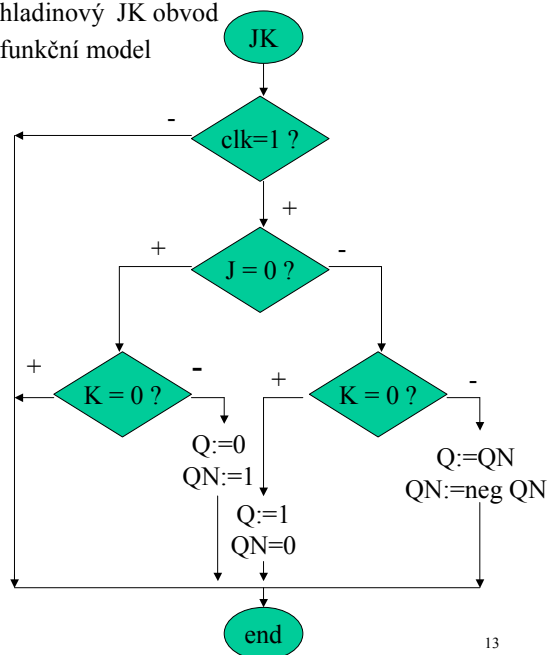 hladinový JK obvod
funkční model
JK
-
clk=1 ?
+
+
J = 0 ?
-
+
K = 0 ?
-
+
K = 0 ?
-
Q:=0
QN:=1
Q:=1
QN=0
Q:=QN
QN:=neg QN
end
13